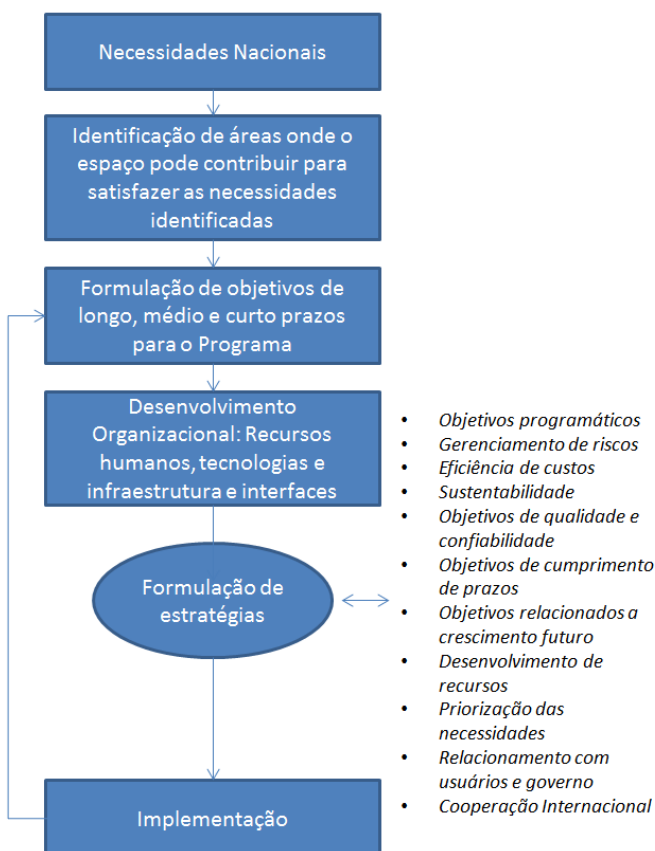 Necessidades Nacionais
Identificação de áreas onde o
espaço pode contribuir para
satisfazer as necessidades
identificadas
Formulação de objetivos de
longo, médio e curto prazos
para o Programa
Desenvolvimento
Organizacional: Recursos
humanos, tecnologias e
infraestrutura e interfaces
Formulação de
estratégias
• Objetivos programáticos
• Gerenciamento de riscos
• Eficiência de custos
• Sustentabilidade
• Objetivos de qualidade e
confiabilidade
• Objetivos de cumprimento
de prazos
• Objetivos relacionados a
crescimento futuro
• Desenvolvimento de
recursos
• Priorização das
necessidades
• Relacionamento com
usuários e governo
• Cooperação Internacional
Implementação